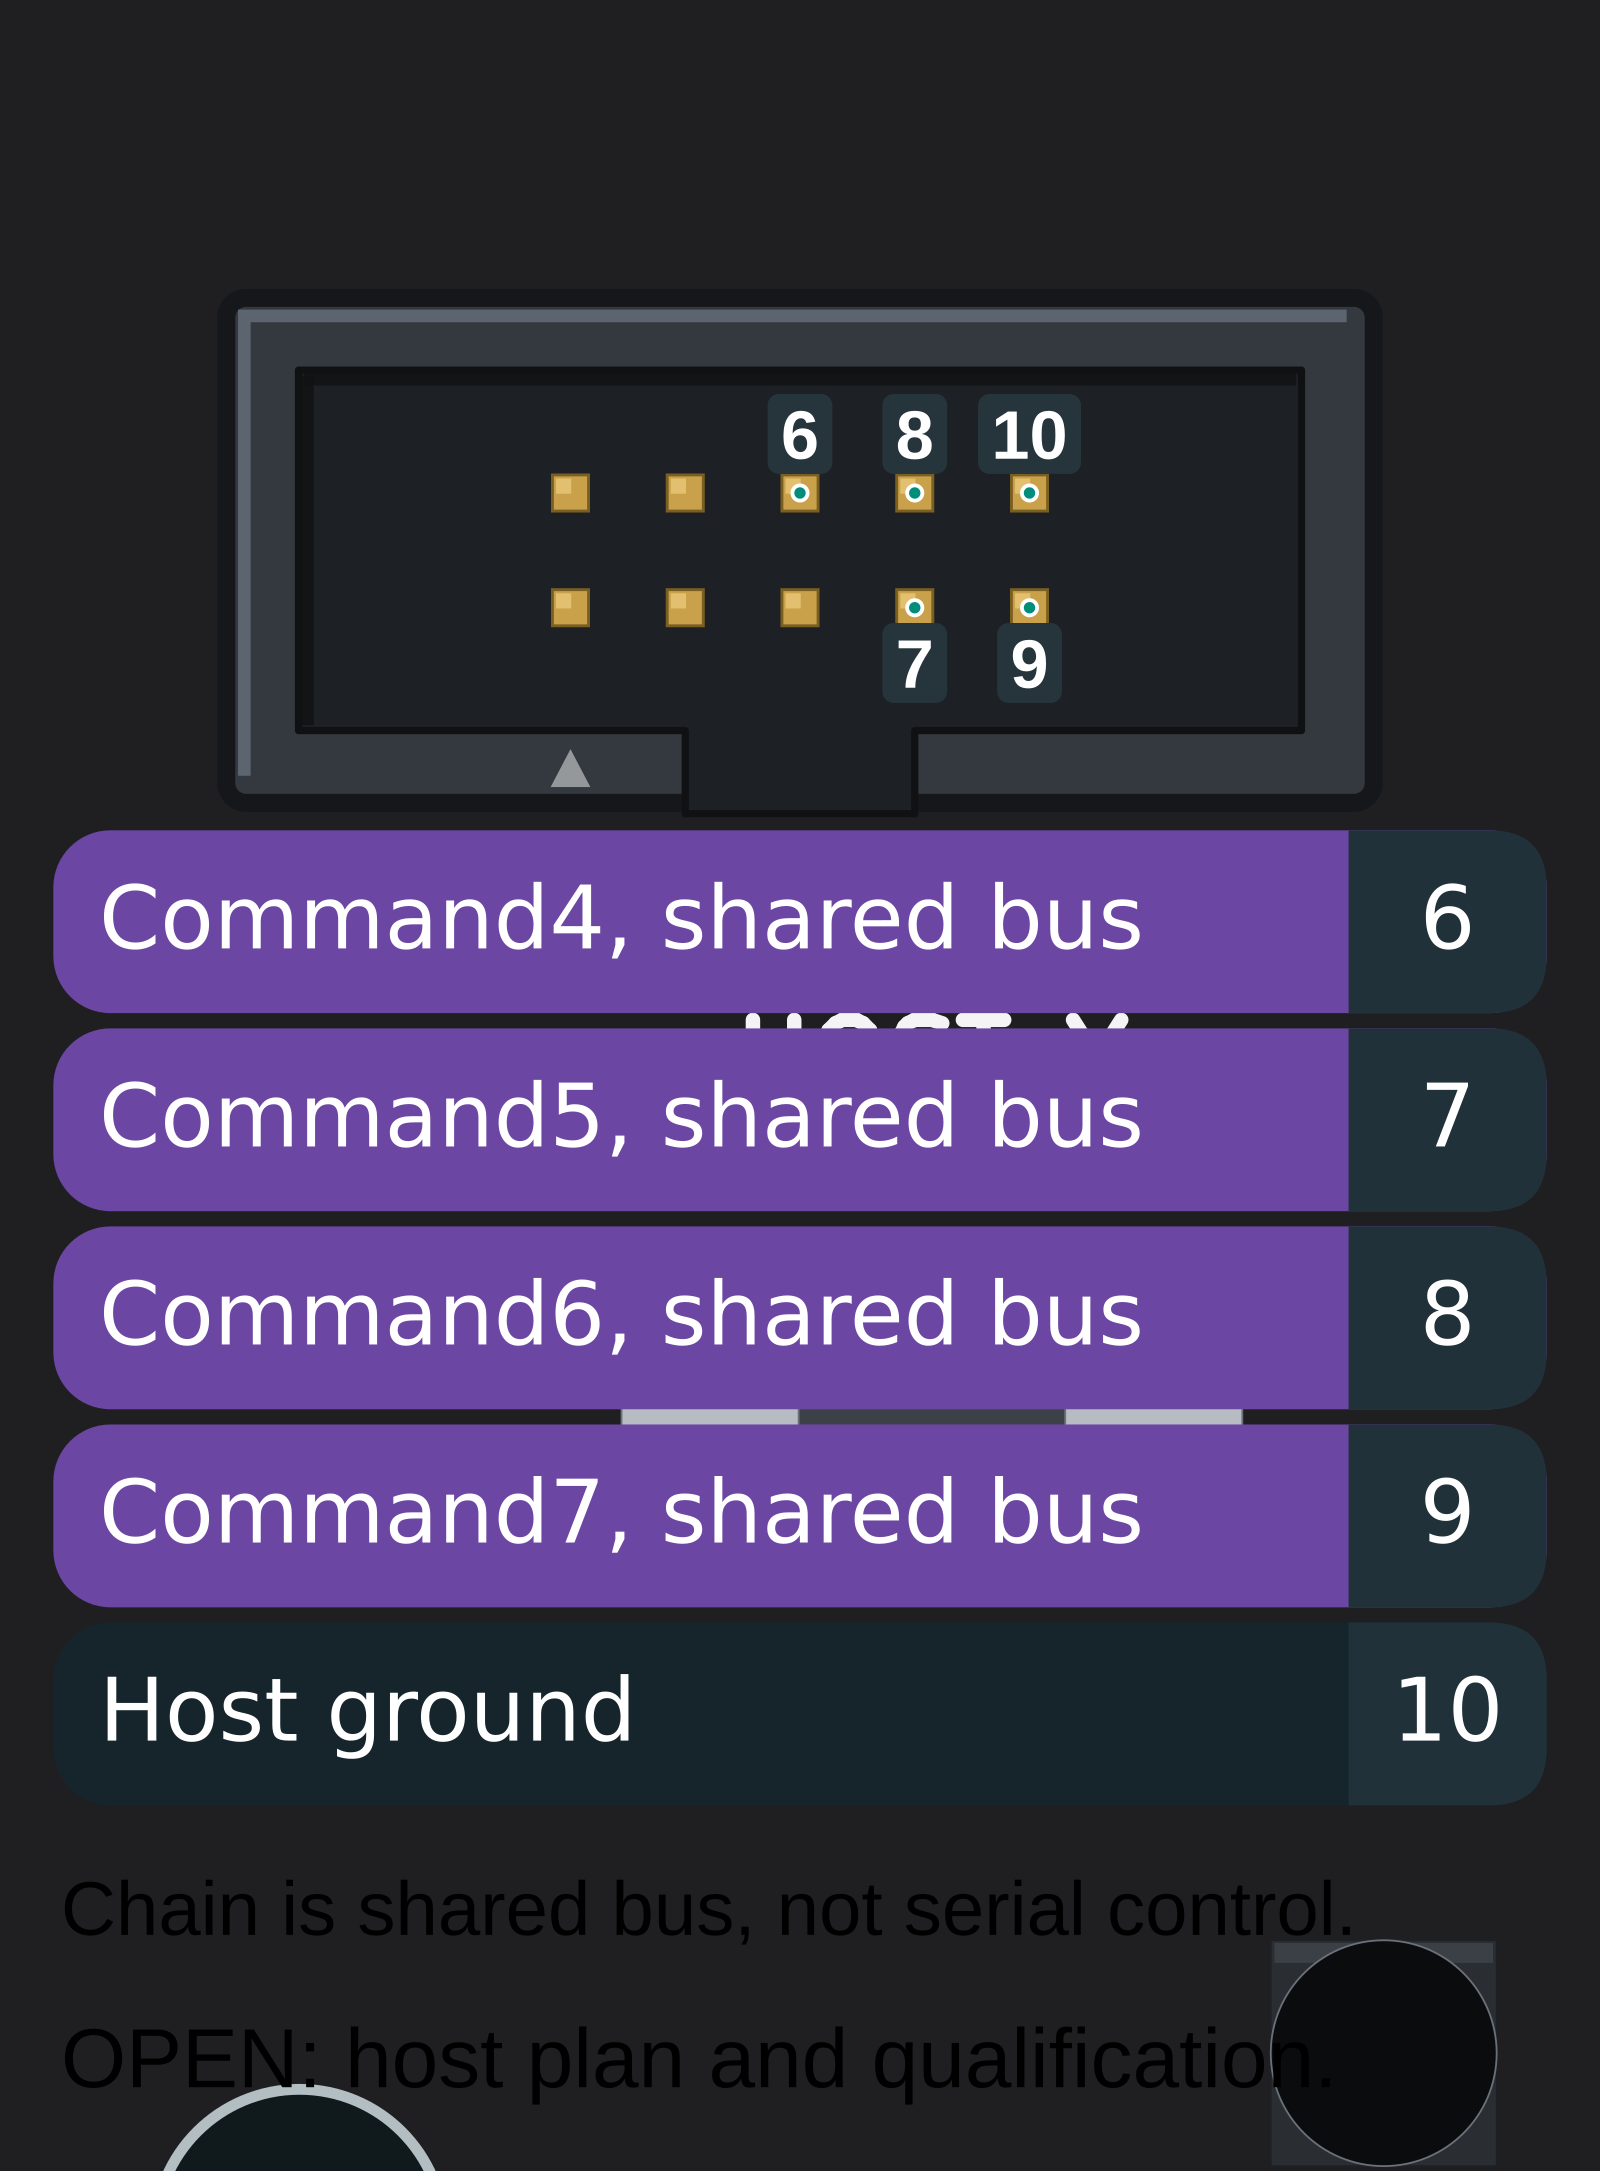 6 8 10
7 9
Command4, shared bus 6
Command5, shared bus 7
Command6, shared bus 8
Command7, shared bus 9
Host ground 10
Chain is shared bus, not serial control.
OPEN: host plan and qualification.